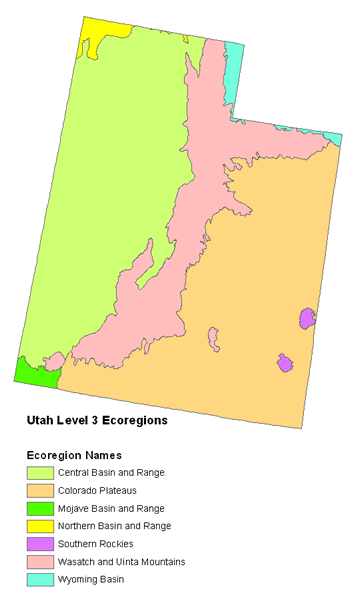 Utah Level 3 Ecoregions
Ecoregion Names
Central Basin and Range
Colorado Plateaus
Mojave Basin and Range
Northern Basin and Range
Southern Rockies
Wasatch and Uinta Mountains
Wyoming Basin